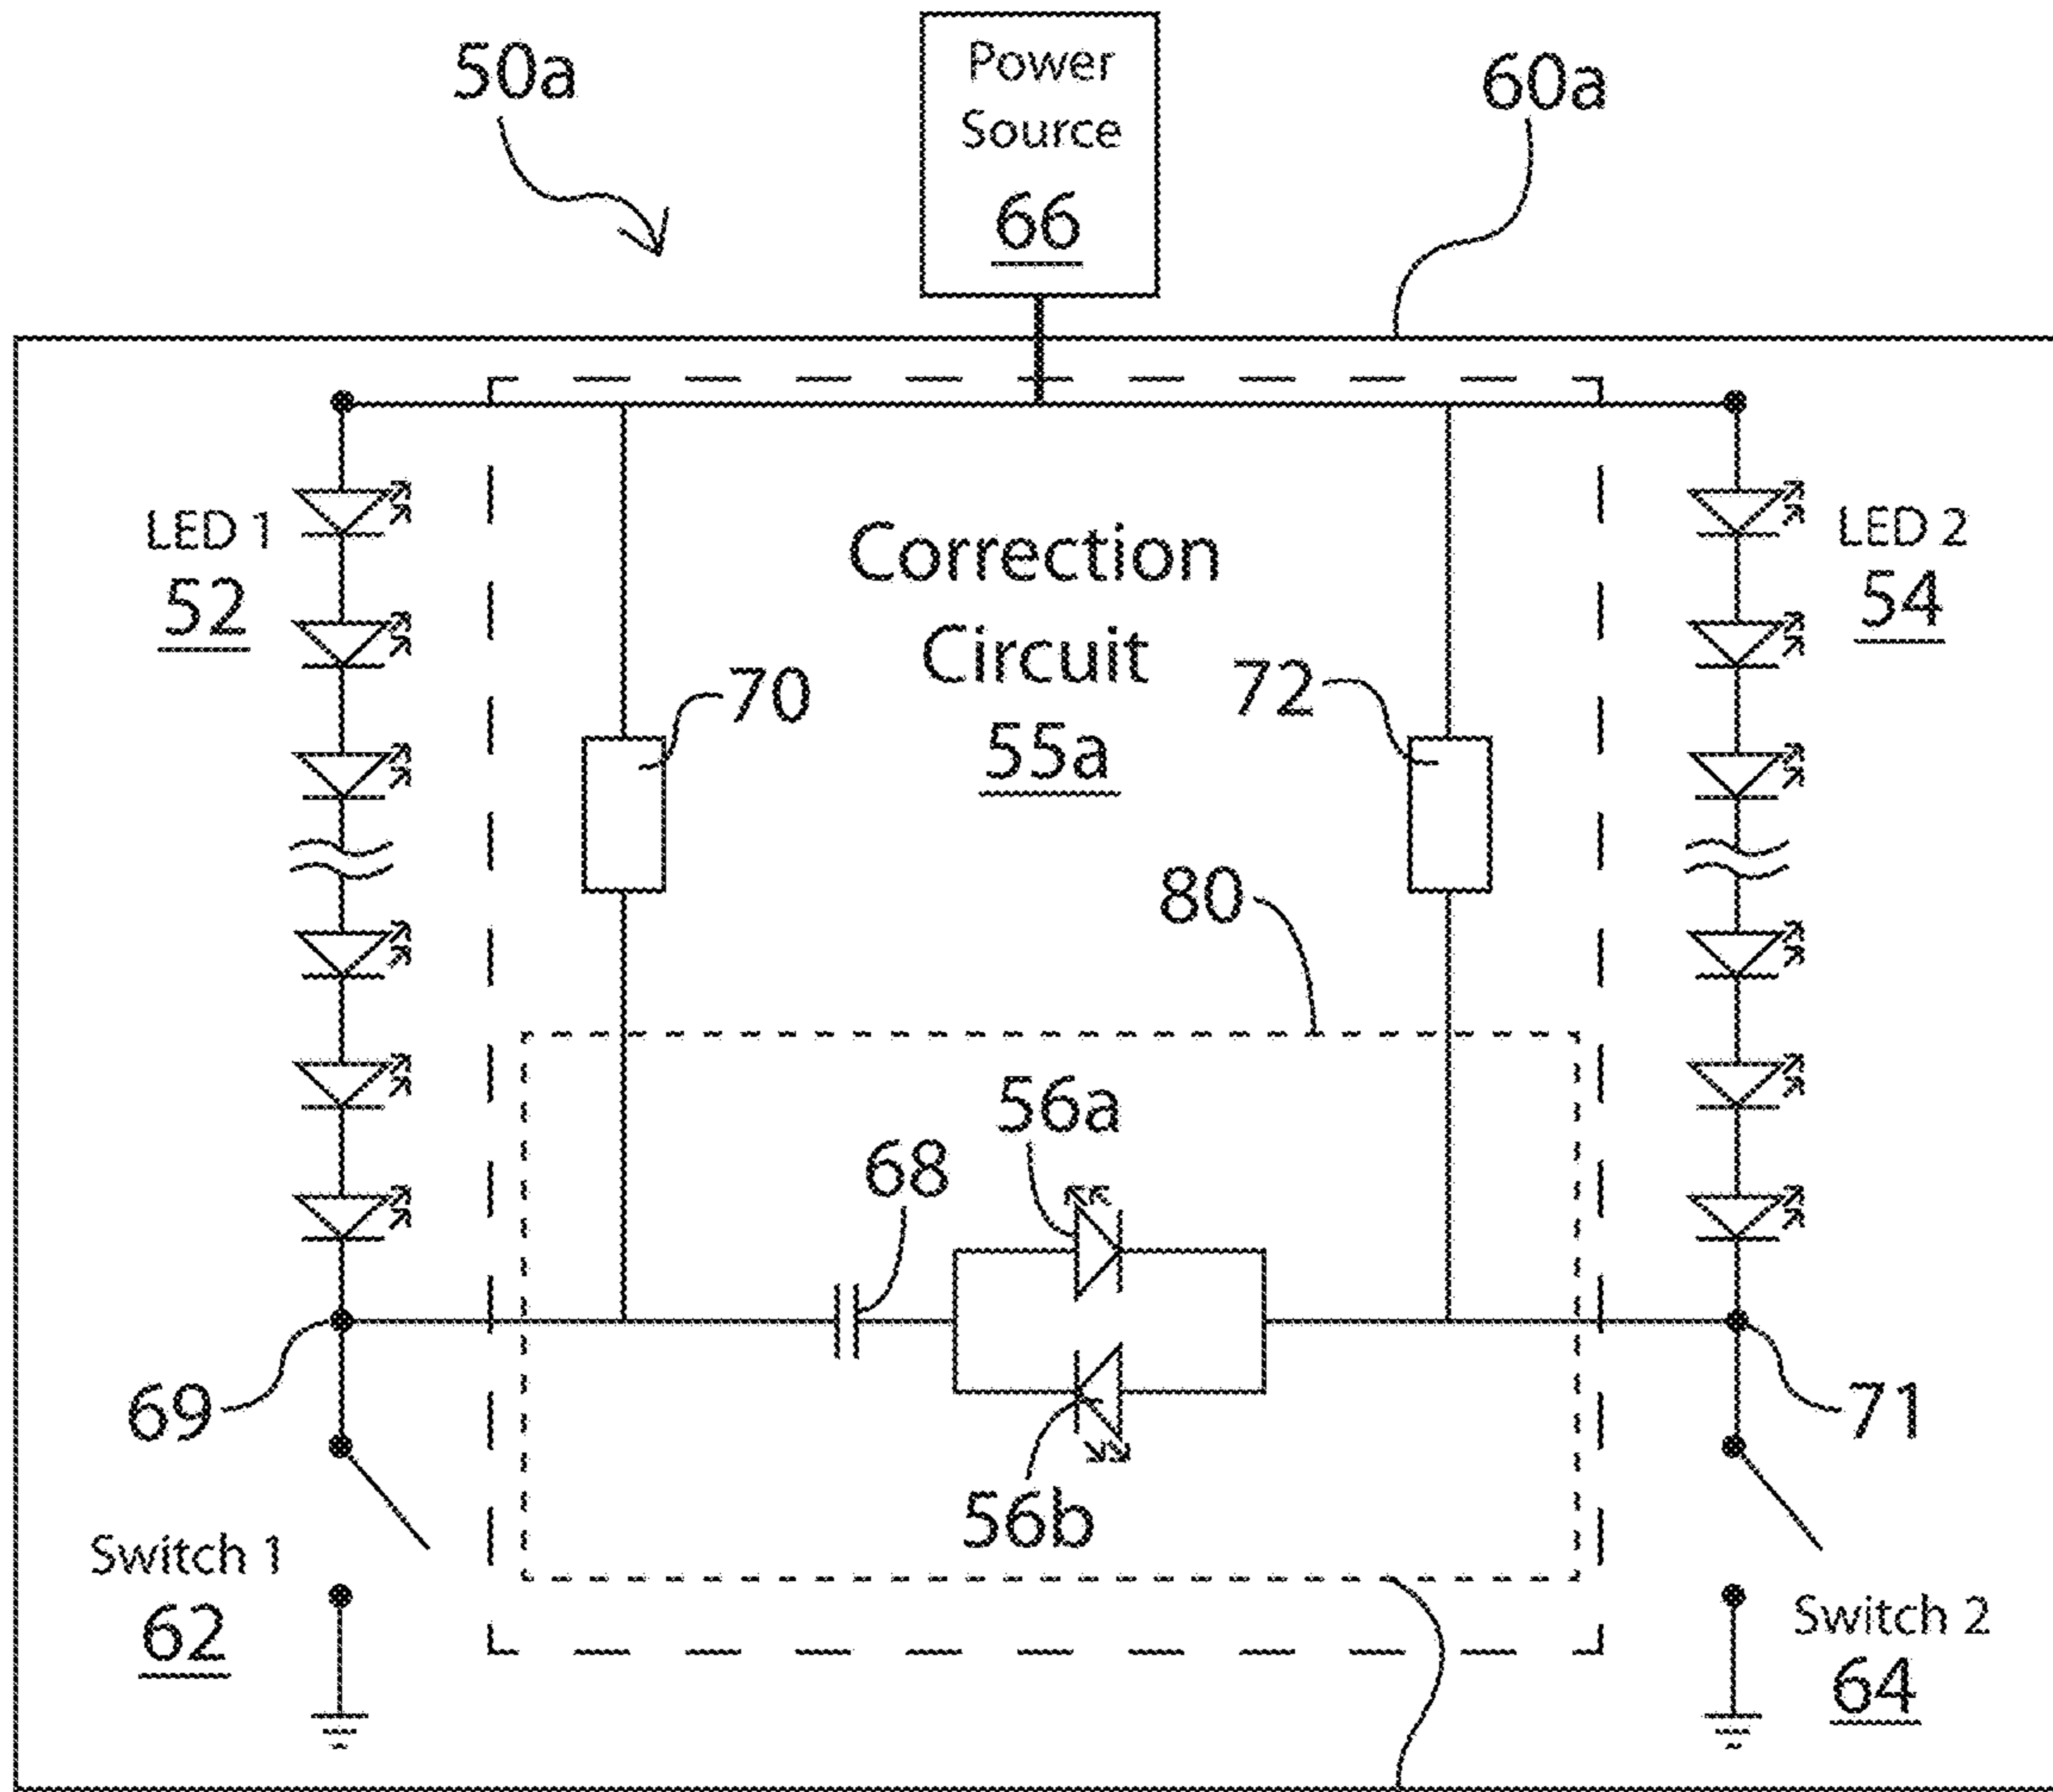 50a
Power
Source
66
60a
LED 1
52
Correction
Circuit
55a
LED 2
54
70
72
80
56a
68
69
56b
71
Switch 1
62
Switch 2
64